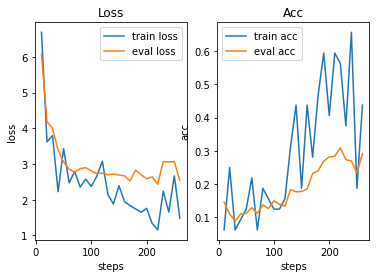 Loss
train loss
eval loss
loss
6
5
4
3
2
1
0
100
200
steps
Acc
train acc
eval acc
acc
0.6
0.5
0.4
0.3
0.2
0.1
0
100
200
steps